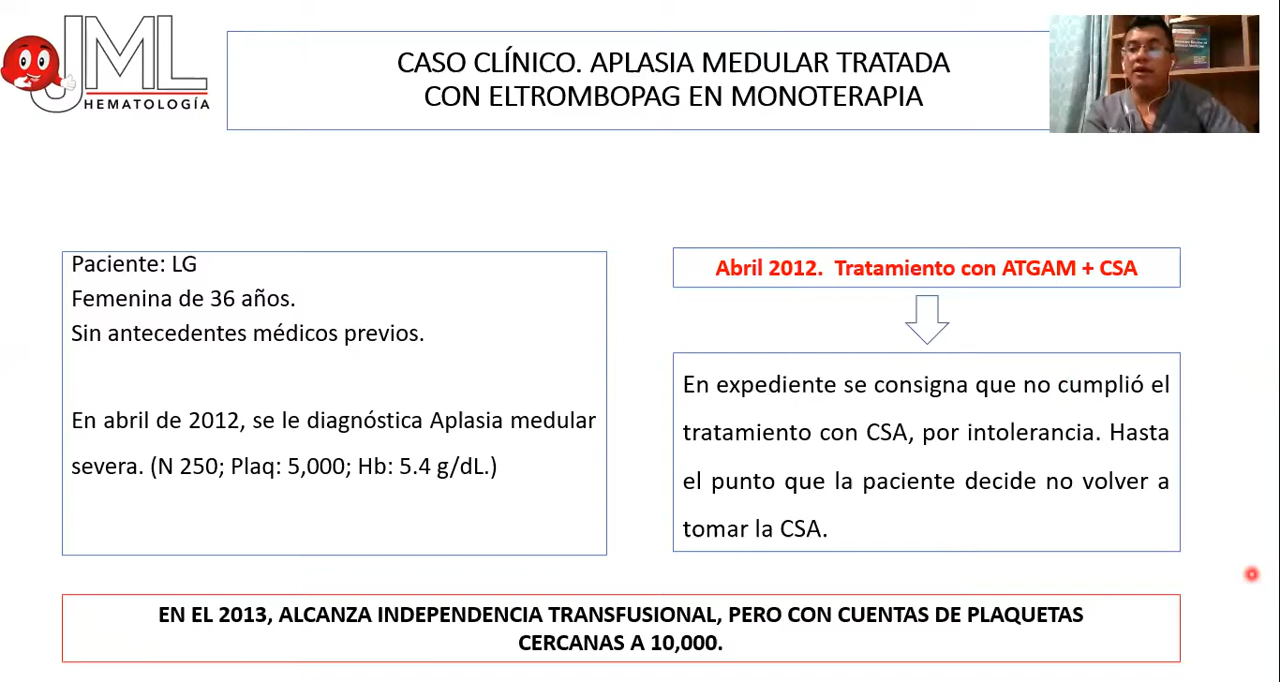 JML
HEMATOLOGÍA
CASO CLÍNICO. APLASIA MEDULAR TRATADA
CON ELTROMBOPAG EN MONOTERAPIA
Paciente: LG
Femenina de 36 años.
Sin antecedentes médicos previos.
En abril de 2012, se le diagnóstica Aplasia medular
severa. (N 250; Plaq: 5,000; Hb: 5.4 g/dL.)
Abril 2012. Tratamiento con ATGAM + CSA
En expediente se consigna que no cumplió el
tratamiento con CSA, por intolerancia. Hasta
el punto que la paciente decide no volver a
tomar la CSA.
EN EL 2013, ALCANZA INDEPENDENCIA TRANSFUSIONAL, PERO CON CUENTAS DE PLAQUETAS
CERCANAS A 10,000.